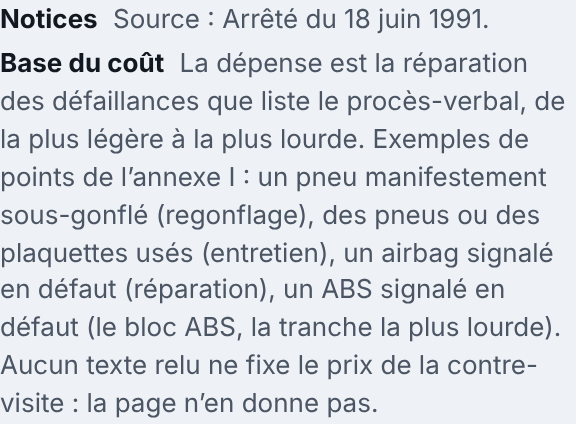 Notices Source : Arrêté du 18 juin 1991.
Base du coût La dépense est la réparation
des défaillances que liste le procès-verbal, de
la plus légère à la plus lourde. Exemples de
points de l’annexe I : un pneu manifestement
sous-gonflé (regonflage), des pneus ou des
plaquettes usés (entretien), un airbag signalé
en défaut (réparation), un ABS signalé en
défaut (le bloc ABS, la tranche la plus lourde).
Aucun texte relu ne fixe le prix de la contre-
visite : la page n’en donne pas.